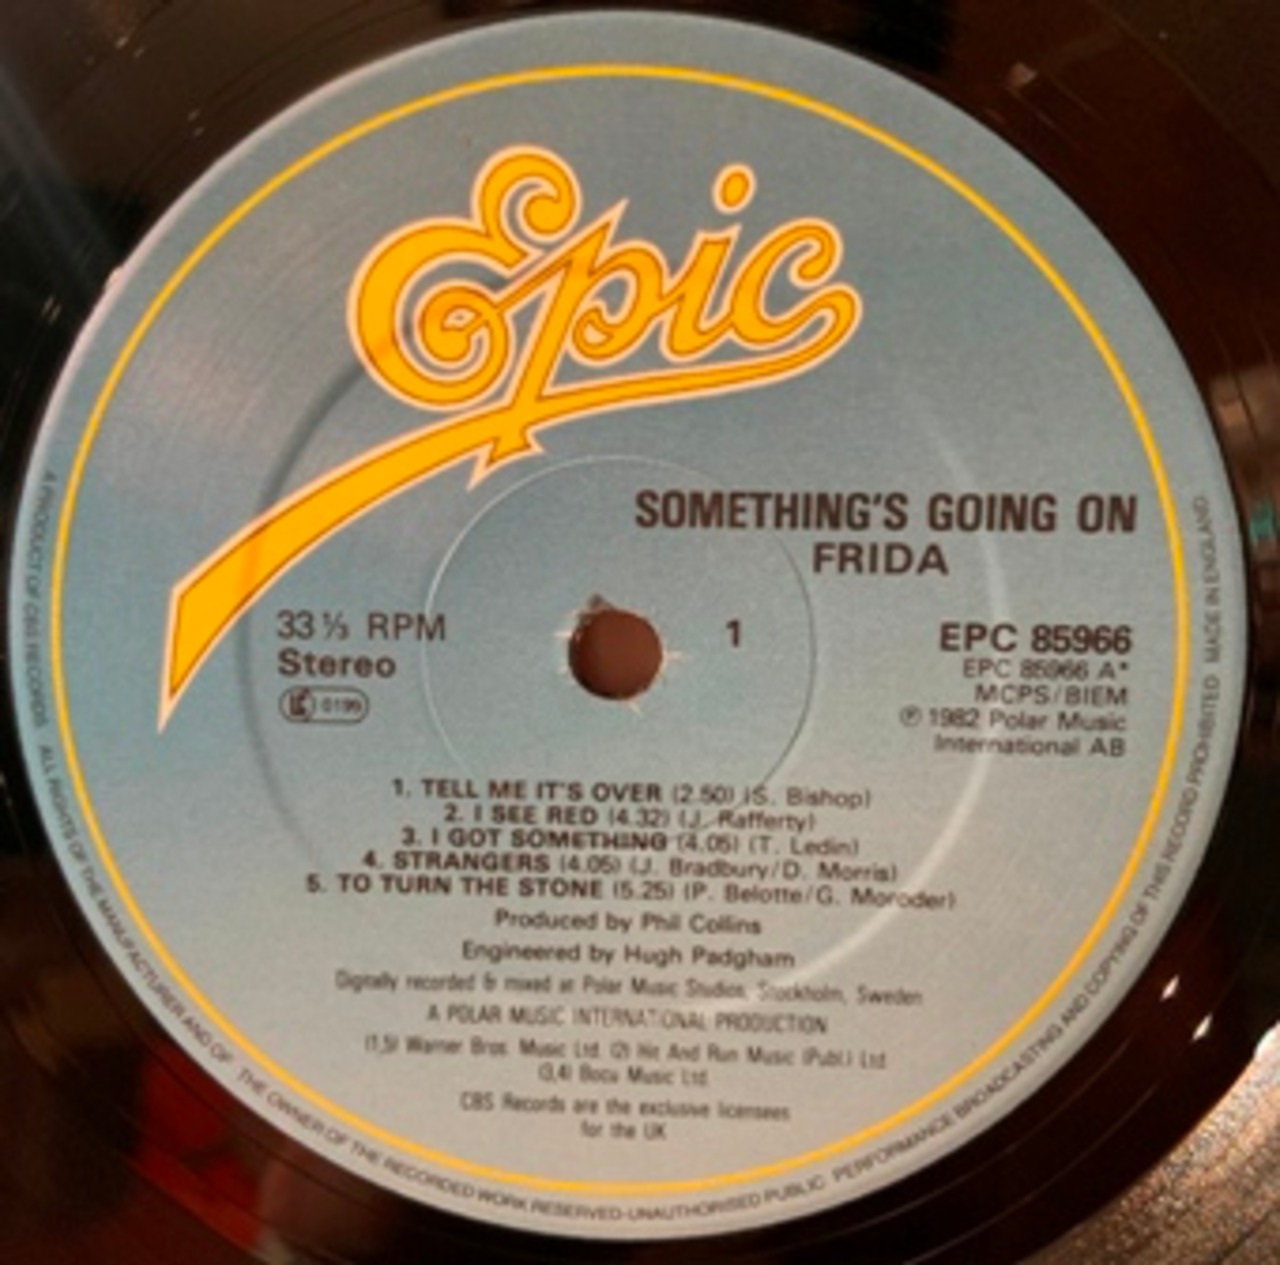 Epic
SOMETHING'S GOING ON
FRIDA
33⅓ RPM
Stereo
LC 0199
1
EPC 85966
EPC 85966 A*
MCPS/BIEM
℗ 1982 Polar Music
International AB
1. TELL ME IT'S OVER (2.50) (S. Bishop)
2. I SEE RED (4.32) (J. Rafferty)
3. I GOT SOMETHING (4.05) (T. Ledin)
4. STRANGERS (4.05) (J. Bradbury/D. Morris)
5. TO TURN THE STONE (5.25) (P. Belotte/G. Moroder)
Produced by Phil Collins
Engineered by Hugh Padgham
Digitally recorded & mixed at Polar Music Studios, Stockholm, Sweden
A POLAR MUSIC INTERNATIONAL PRODUCTION
(1,5) Warner Bros. Music Ltd. (2) Hit And Run Music (Publ.) Ltd.
(3,4) Bocu Music Ltd.
CBS Records are the exclusive licensees
for the UK
A PRODUCT OF CBS RECORDS ALL RIGHTS OF THE MANUFACTURER AND OF THE OWNER OF THE RECORDED WORK RESERVED-UNAUTHORISED PUBLIC PERFORMANCE BROADCASTING AND COPYING OF THIS RECORD PROHIBITED MADE IN ENGLAND